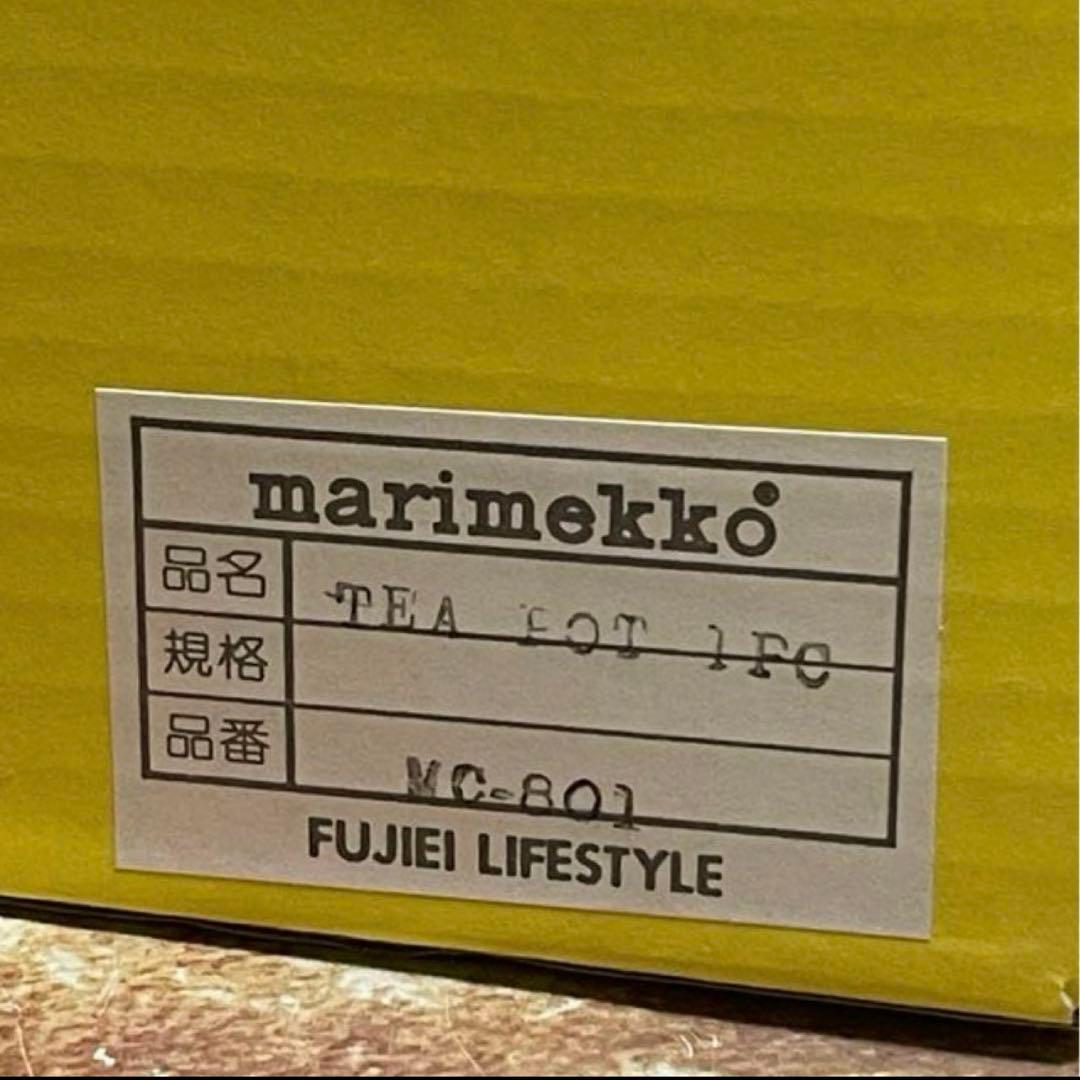 marimekko
品名 TEA POT 1PC
規格
品番 MC-801
FUJIEI LIFESTYLE